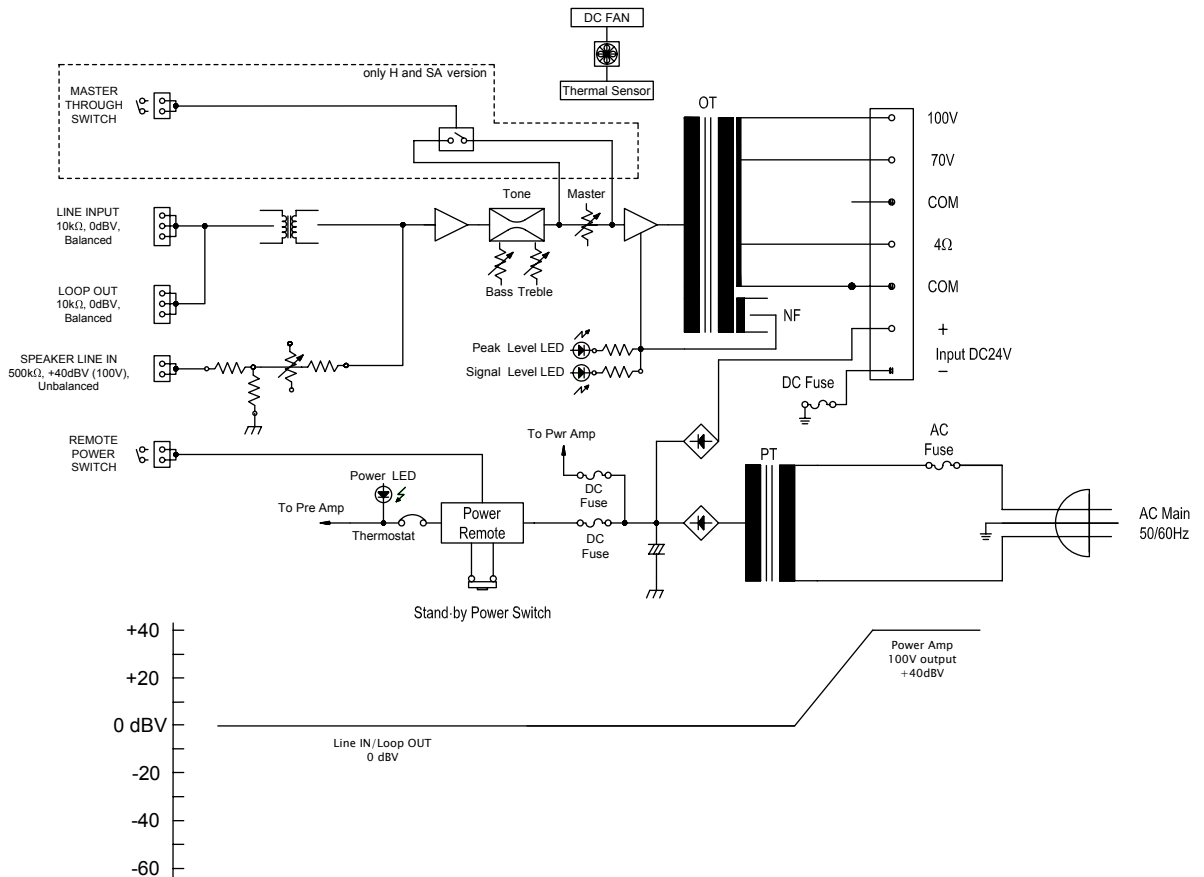 DC FAN
Thermal Sensor
only H and SA version
MASTER
THROUGH
SWITCH
OT
100V
70V
COM
4Ω
COM
+
Input DC24V
−
Tone
Master
LINE INPUT
10kΩ, 0dBV,
Balanced
Bass Treble
LOOP OUT
10kΩ, 0dBV,
Balanced
NF
Peak Level LED
Signal Level LED
SPEAKER LINE IN
500kΩ, +40dBV (100V),
Unbalanced
DC Fuse
REMOTE
POWER
SWITCH
To Pwr Amp
AC
Fuse
PT
Power LED
DC
Fuse
To Pre Amp
Power
Remote
Thermostat
DC
Fuse
AC Main
50/60Hz
Stand-by Power Switch
+40
+20
0 dBV
-20
-40
-60
Power Amp
100V output
+40dBV
Line IN/Loop OUT
0 dBV